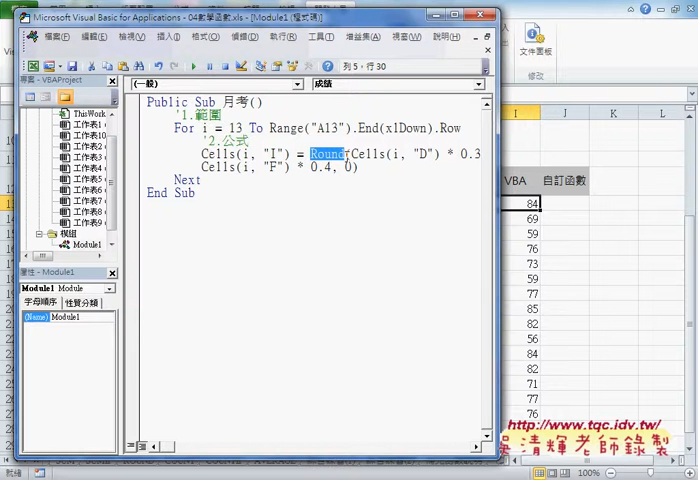 Microsoft Visual Basic for Applications - 04數學函數.xls - [Module1 (程式碼)]
檔案(F) 編輯(E) 檢視(V) 插入(I) 格式(O) 偵錯(D) 執行(R) 工具(T) 增益集(A) 視窗(W) 說明(H)
列 5, 行 30
專案 - VBAProject
ThisWork
工作表1
工作表10
工作表2
工作表3
工作表4
工作表5
工作表6
工作表7
工作表8
工作表9
模組
Module1
屬性 - Module1
Module1 Module
字母順序 性質分類
(Name) Module1
(一般) 成績
Public Sub 月考()
'1.範圍
For i = 13 To Range("A13").End(xlDown).Row
'2.公式
Cells(i, "I") = Round(Cells(i, "D") * 0.3
Cells(i, "F") * 0.4, 0)
Next
End Sub
文件面板
修改
I J K
VBA 自訂函數
84
69
59
76
73
59
85
82
56
84
82
71
77
76
http://www.tqc.idv.tw/
吳清輝老師錄製
就緒
100%